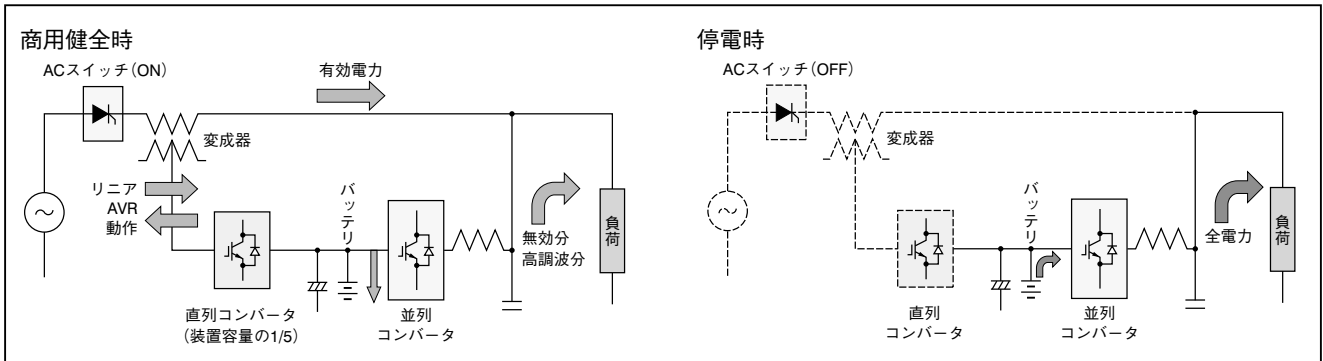 商用健全時
ACスイッチ(ON)
有効電力
変成器
リニア
AVR
動作
バッテリ
無効分
高調波分
負荷
直列コンバータ
(装置容量の1/5)
並列
コンバータ
停電時
ACスイッチ(OFF)
変成器
バッテリ
全電力
負荷
直列
コンバータ
並列
コンバータ